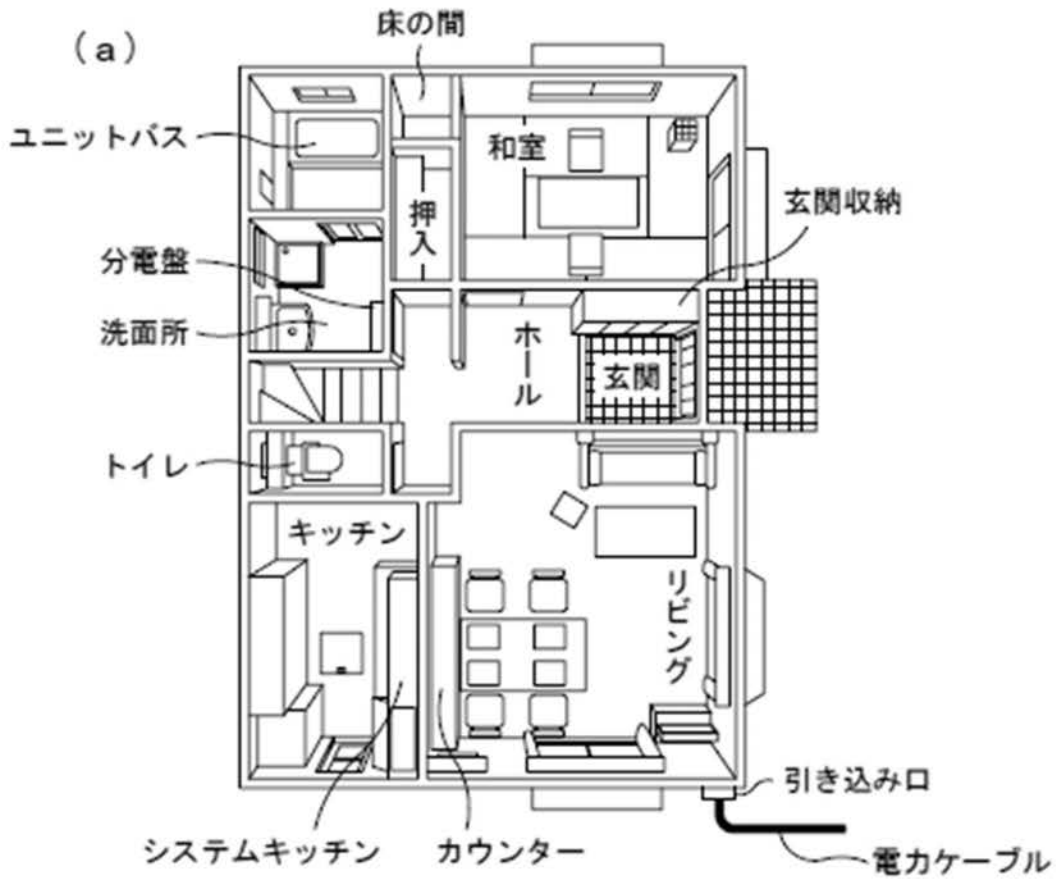 床の間
(a)
ユニットバス
和室
玄関収納
押入
分電盤
洗面所
ホール
玄関
トイレ
キッチン
リビング
引き込み口
システムキッチン
カウンター
電力ケーブル